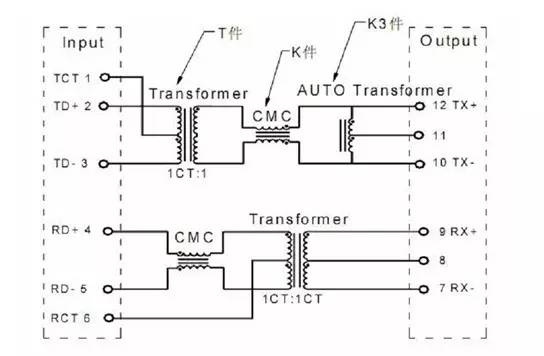 T件
K件
K3件
Input
Output
TCT 1
Transformer
AUTO Transformer
TD+ 2
CMC
12 TX+
11
TD- 3
10 TX-
1CT:1
Transformer
RD+ 4
CMC
9 RX+
8
RD- 5
7 RX-
1CT:1CT
RCT 6